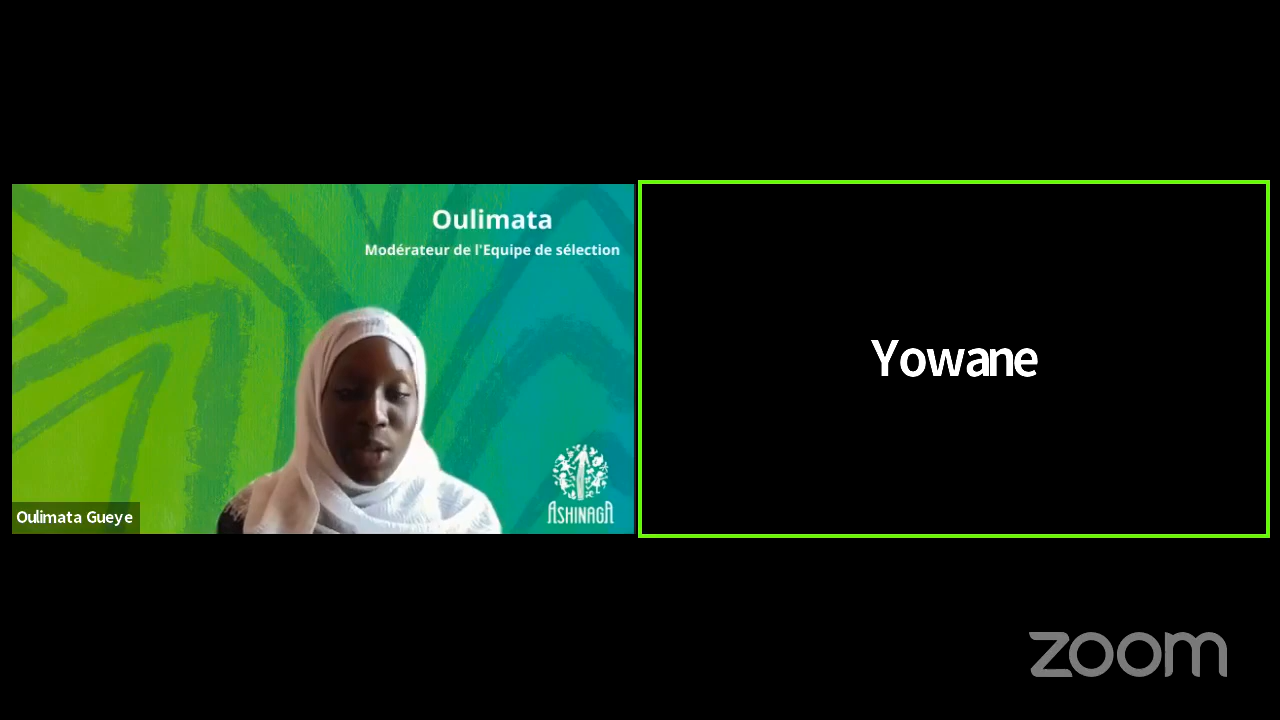 Oulimata
Modérateur de l'Equipe de sélection
ASHINAGA
Oulimata Gueye
Yowane
zoom